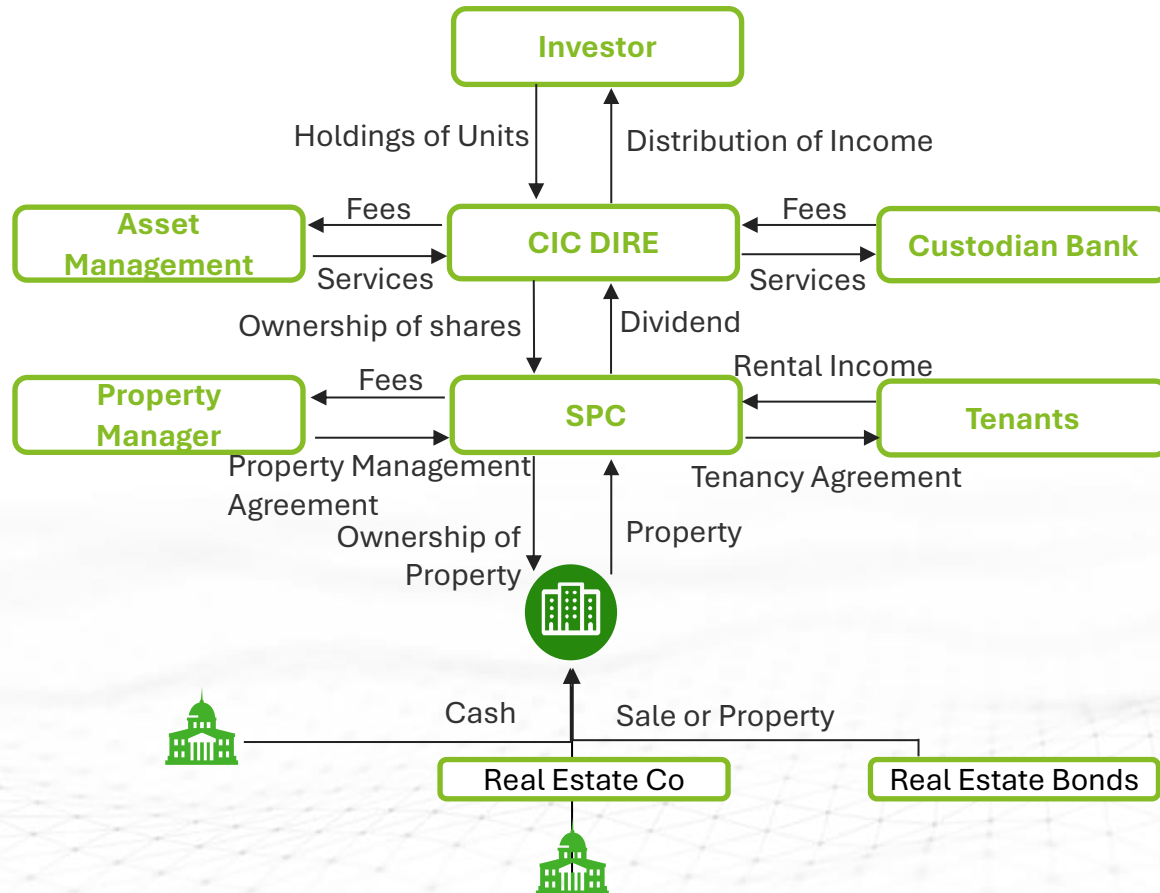 Investor
Holdings of Units
Distribution of Income
Asset
Management
Fees
Services
CIC DIRE
Fees
Services
Custodian Bank
Ownership of shares
Dividend
Rental Income
Property
Manager
Fees
SPC
Tenants
Property Management
Agreement
Tenancy Agreement
Ownership of
Property
Property
Cash
Sale or Property
Real Estate Co
Real Estate Bonds